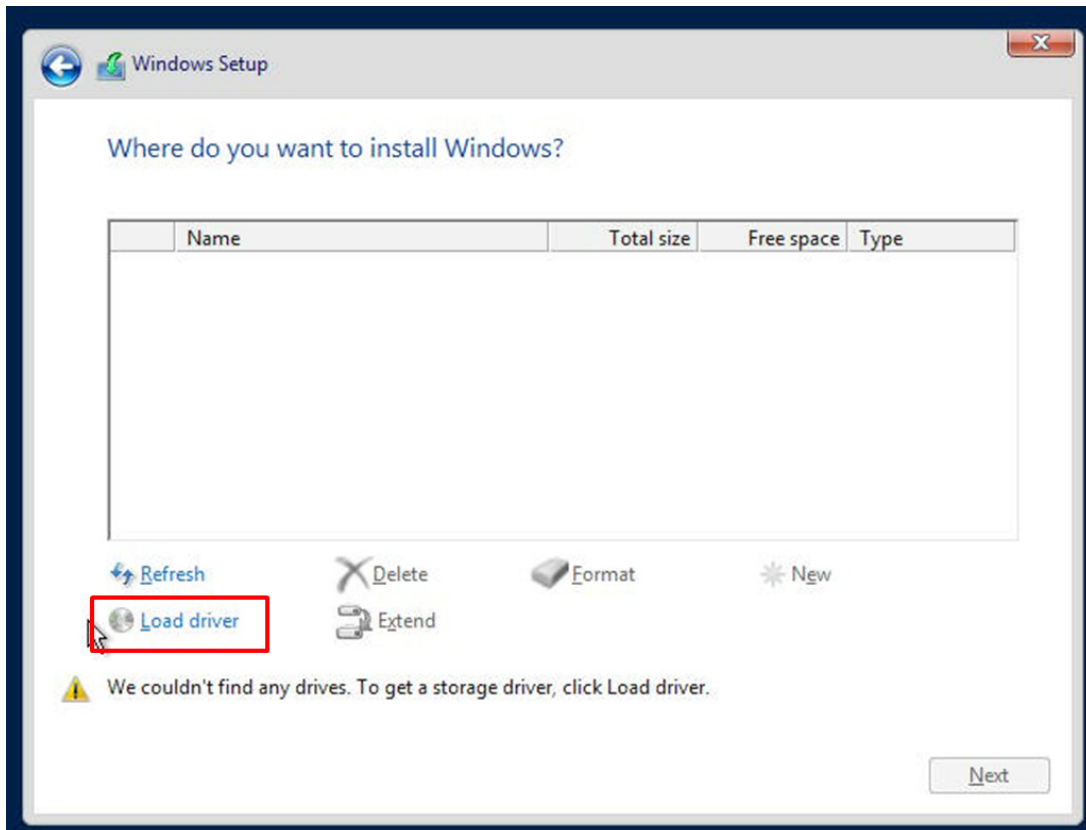 Windows Setup
Where do you want to install Windows?
Name Total size Free space Type
Refresh Delete Format New
Load driver Extend
We couldn't find any drives. To get a storage driver, click Load driver.
Next